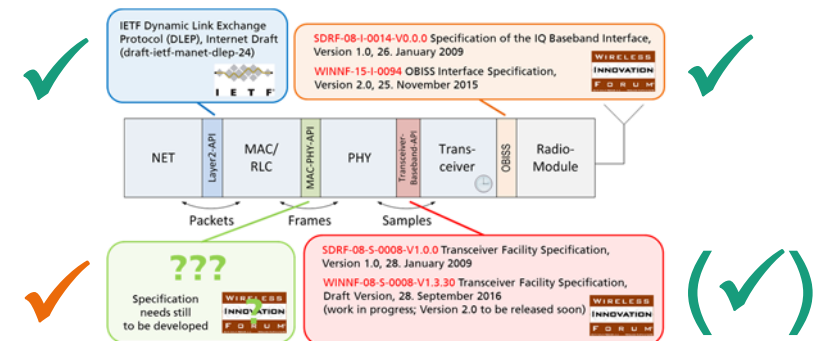 IETF Dynamic Link Exchange
Protocol (DLEP), Internet Draft
(draft-ietf-manet-dlep-24)
I E T F®
SDRF-08-I-0014-V0.0.0 Specification of the IQ Baseband Interface,
Version 1.0, 26. January 2009
WINNF-15-I-0094 OBISS Interface Specification,
Version 2.0, 25. November 2015
WIRELESS
INNOVATION
FORUM
NET
Layer2-API
MAC/
RLC
MAC-PHY-API
PHY
Transceiver-
Baseband-API
Trans-
ceiver
OBISS
Radio-
Module
Packets
Frames
Samples
???
Specification
needs still
to be developed
WIRELESS
INNOVATION
FORUM
?
SDRF-08-S-0008-V1.0.0 Transceiver Facility Specification,
Version 1.0, 28. January 2009
WINNF-08-S-0008-V1.3.30 Transceiver Facility Specification,
Draft Version, 28. September 2016
(work in progress; Version 2.0 to be released soon)
WIRELESS
INNOVATION
FORUM
( )